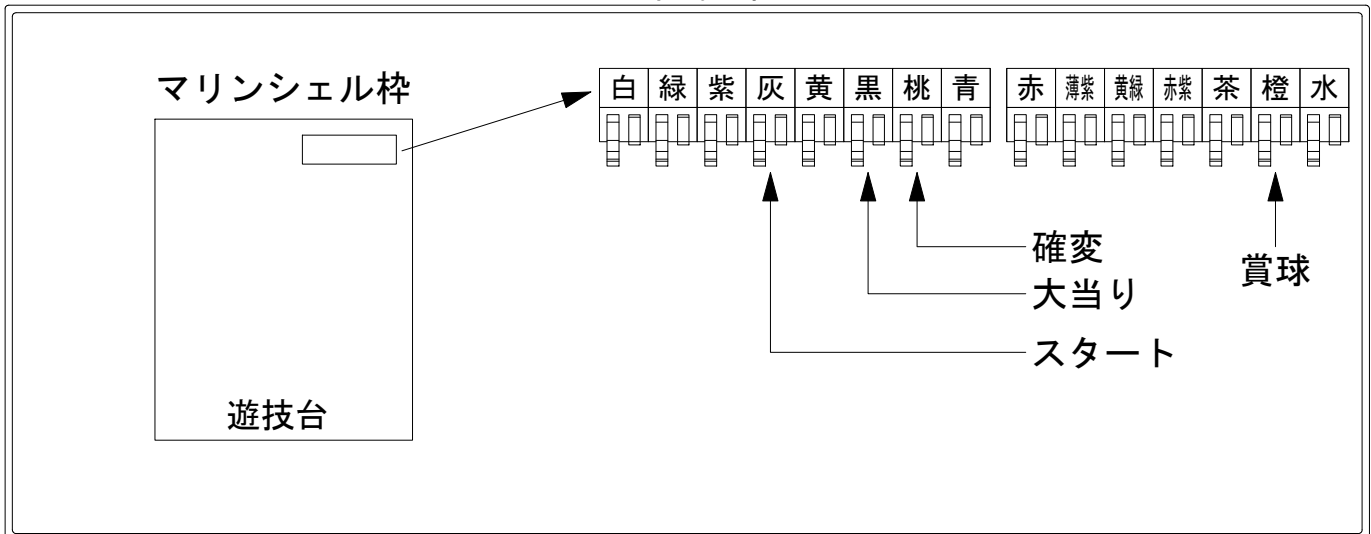 マリンシェル枠
遊技台
白 緑 紫 灰 黄 黒 桃 青
赤 薄紫 黄緑 赤紫 茶 橙 水
確変
大当り
スタート
賞球